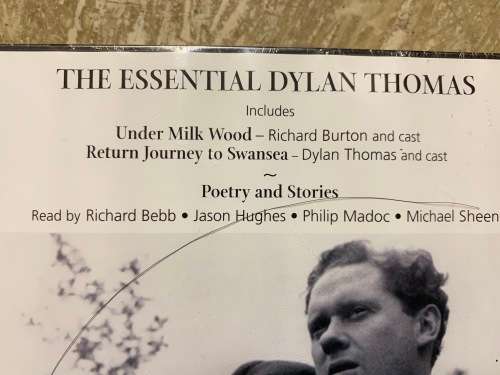 THE ESSENTIAL DYLAN THOMAS
Includes
Under Milk Wood – Richard Burton and cast
Return Journey to Swansea – Dylan Thomas and cast
~
Poetry and Stories
Read by Richard Bebb • Jason Hughes • Philip Madoc • Michael Sheen